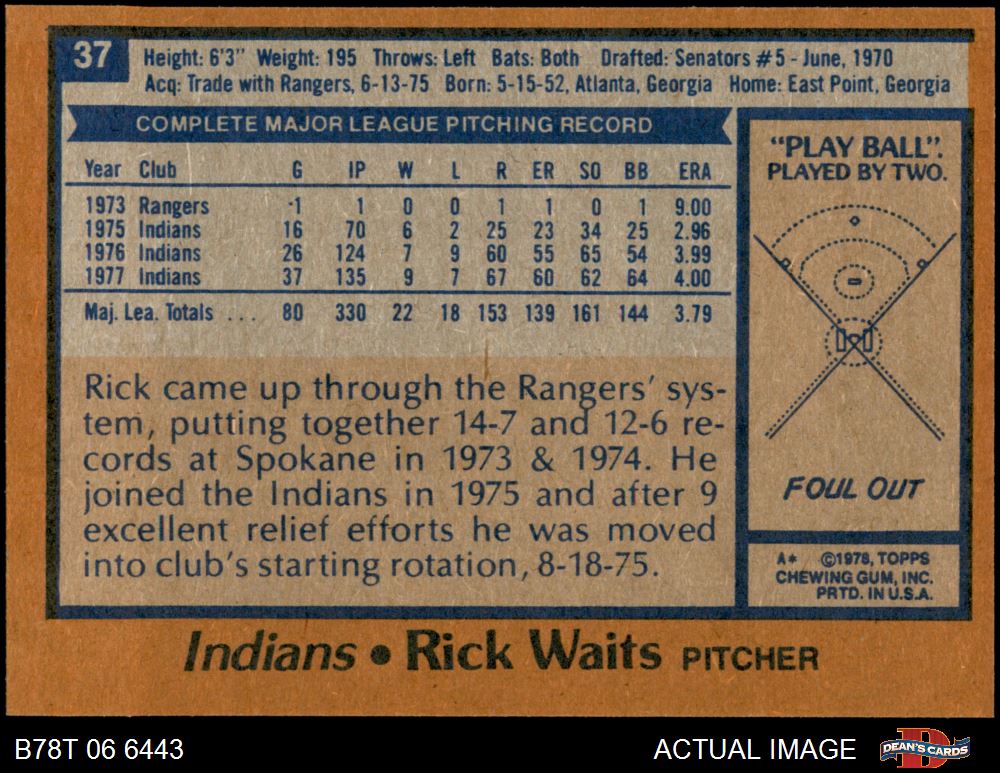 37
Height: 6'3" Weight: 195 Throws: Left Bats: Both Drafted: Senators #5 - June, 1970
Acq: Trade with Rangers, 6-13-75 Born: 5-15-52, Atlanta, Georgia Home: East Point, Georgia
COMPLETE MAJOR LEAGUE PITCHING RECORD
Year Club G IP W L R ER SO BB ERA
1973 Rangers 1 1 0 0 1 1 0 1 9.00
1975 Indians 16 70 6 2 25 23 34 25 2.96
1976 Indians 26 124 7 9 60 55 65 54 3.99
1977 Indians 37 135 9 7 67 60 62 64 4.00
Maj. Lea. Totals ... 80 330 22 18 153 139 161 144 3.79
Rick came up through the Rangers' sys-
tem, putting together 14-7 and 12-6 re-
cords at Spokane in 1973 & 1974. He
joined the Indians in 1975 and after 9
excellent relief efforts he was moved
into club's starting rotation, 8-18-75.
"PLAY BALL".
PLAYED BY TWO.
FOUL OUT
A* ©1978, TOPPS
CHEWING GUM, INC.
PRTD. IN U.S.A.
Indians • Rick Waits PITCHER
B78T 06 6443
ACTUAL IMAGE
DEAN'S CARDS